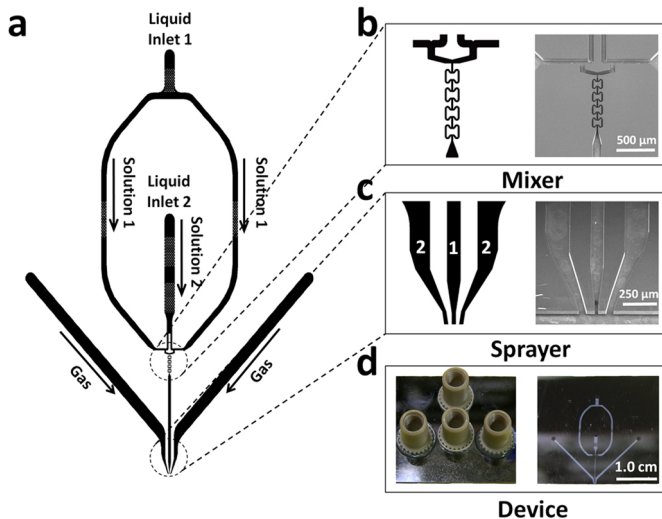 a
Liquid
Inlet 1
Solution 1
Liquid
Inlet 2
Solution 2
Solution 1
Gas
Gas
b
500 µm
Mixer
c
2 1 2
250 µm
Sprayer
d
1.0 cm
Device